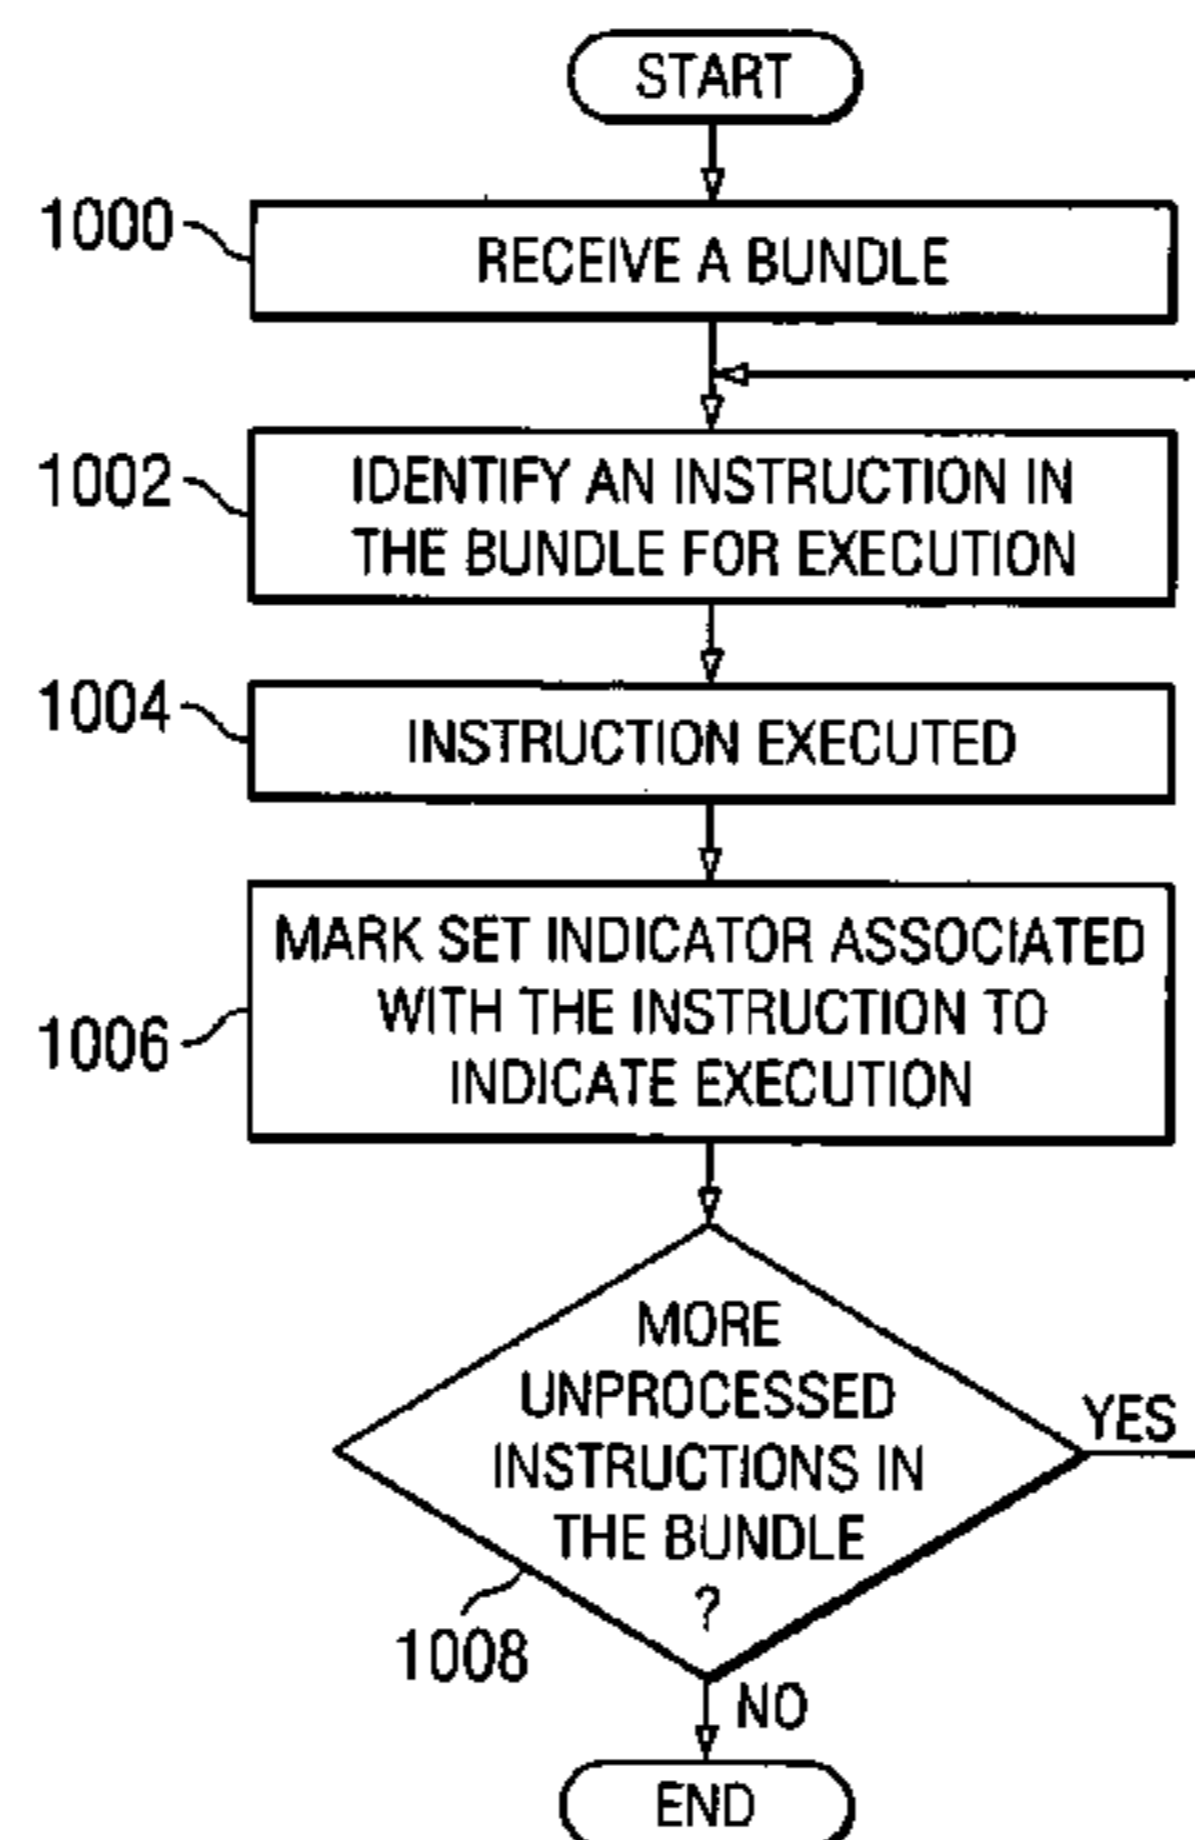 START
1000
RECEIVE A BUNDLE
1002
IDENTIFY AN INSTRUCTION IN
THE BUNDLE FOR EXECUTION
1004
INSTRUCTION EXECUTED
MARK SET INDICATOR ASSOCIATED
WITH THE INSTRUCTION TO
1006
INDICATE EXECUTION
MORE
UNPROCESSED
INSTRUCTIONS IN
THE BUNDLE
?
YES
1008
NO
END